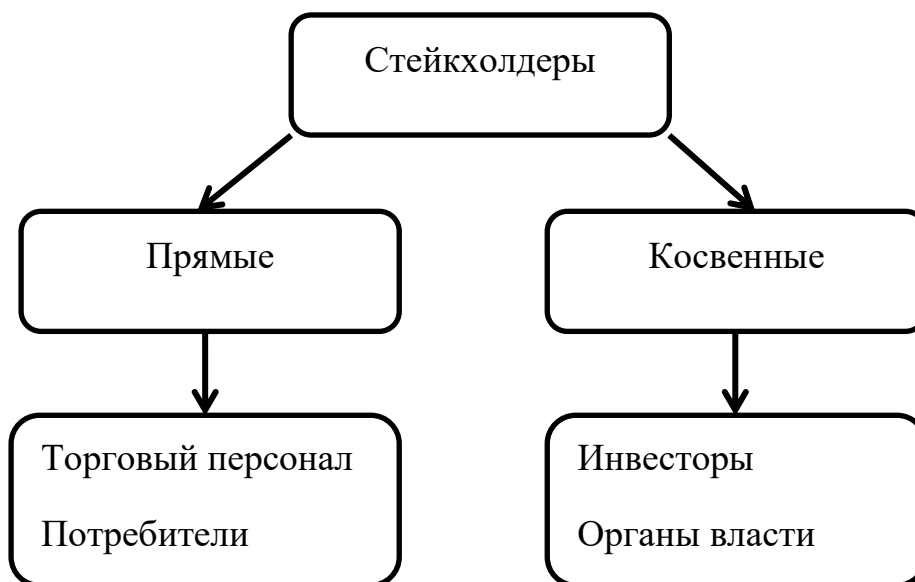 Стейкхолдеры
Прямые
Косвенные
Торговый персонал
Потребители
Инвесторы
Органы власти